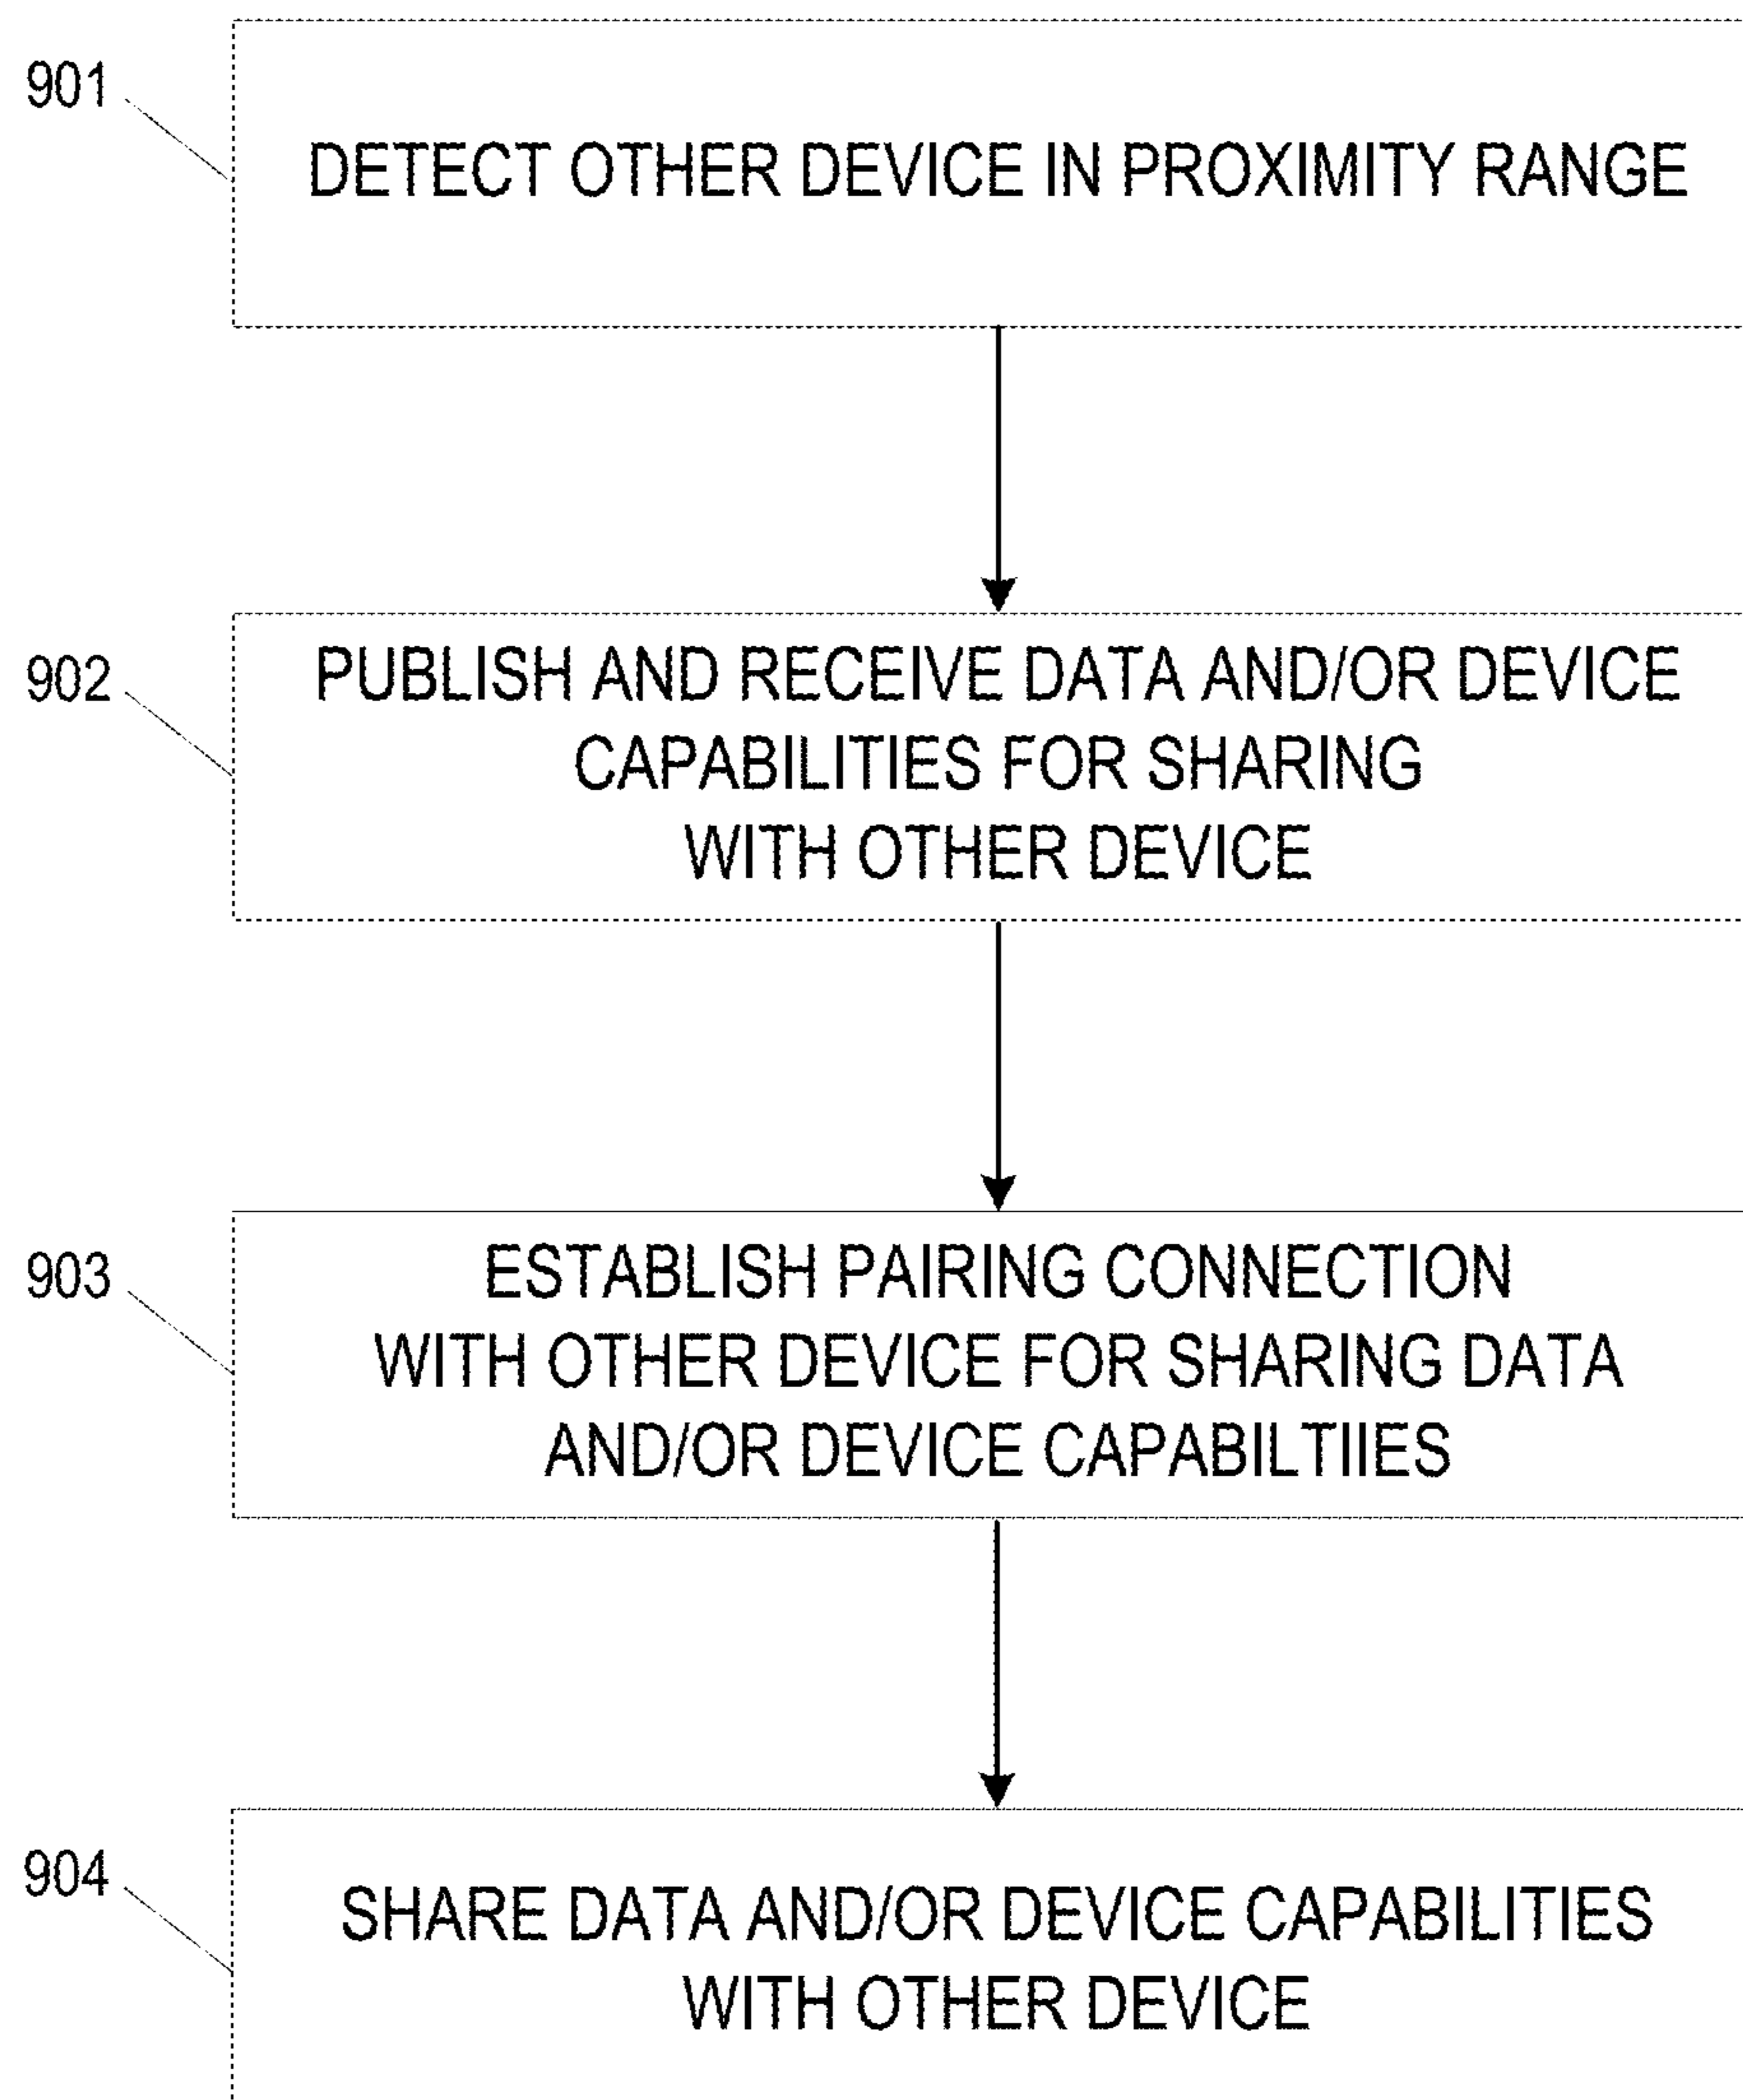 901
DETECT OTHER DEVICE IN PROXIMITY RANGE
902
PUBLISH AND RECEIVE DATA AND/OR DEVICE
CAPABILITIES FOR SHARING
WITH OTHER DEVICE
903
ESTABLISH PAIRING CONNECTION
WITH OTHER DEVICE FOR SHARING DATA
AND/OR DEVICE CAPABILTIIES
904
SHARE DATA AND/OR DEVICE CAPABILITIES
WITH OTHER DEVICE